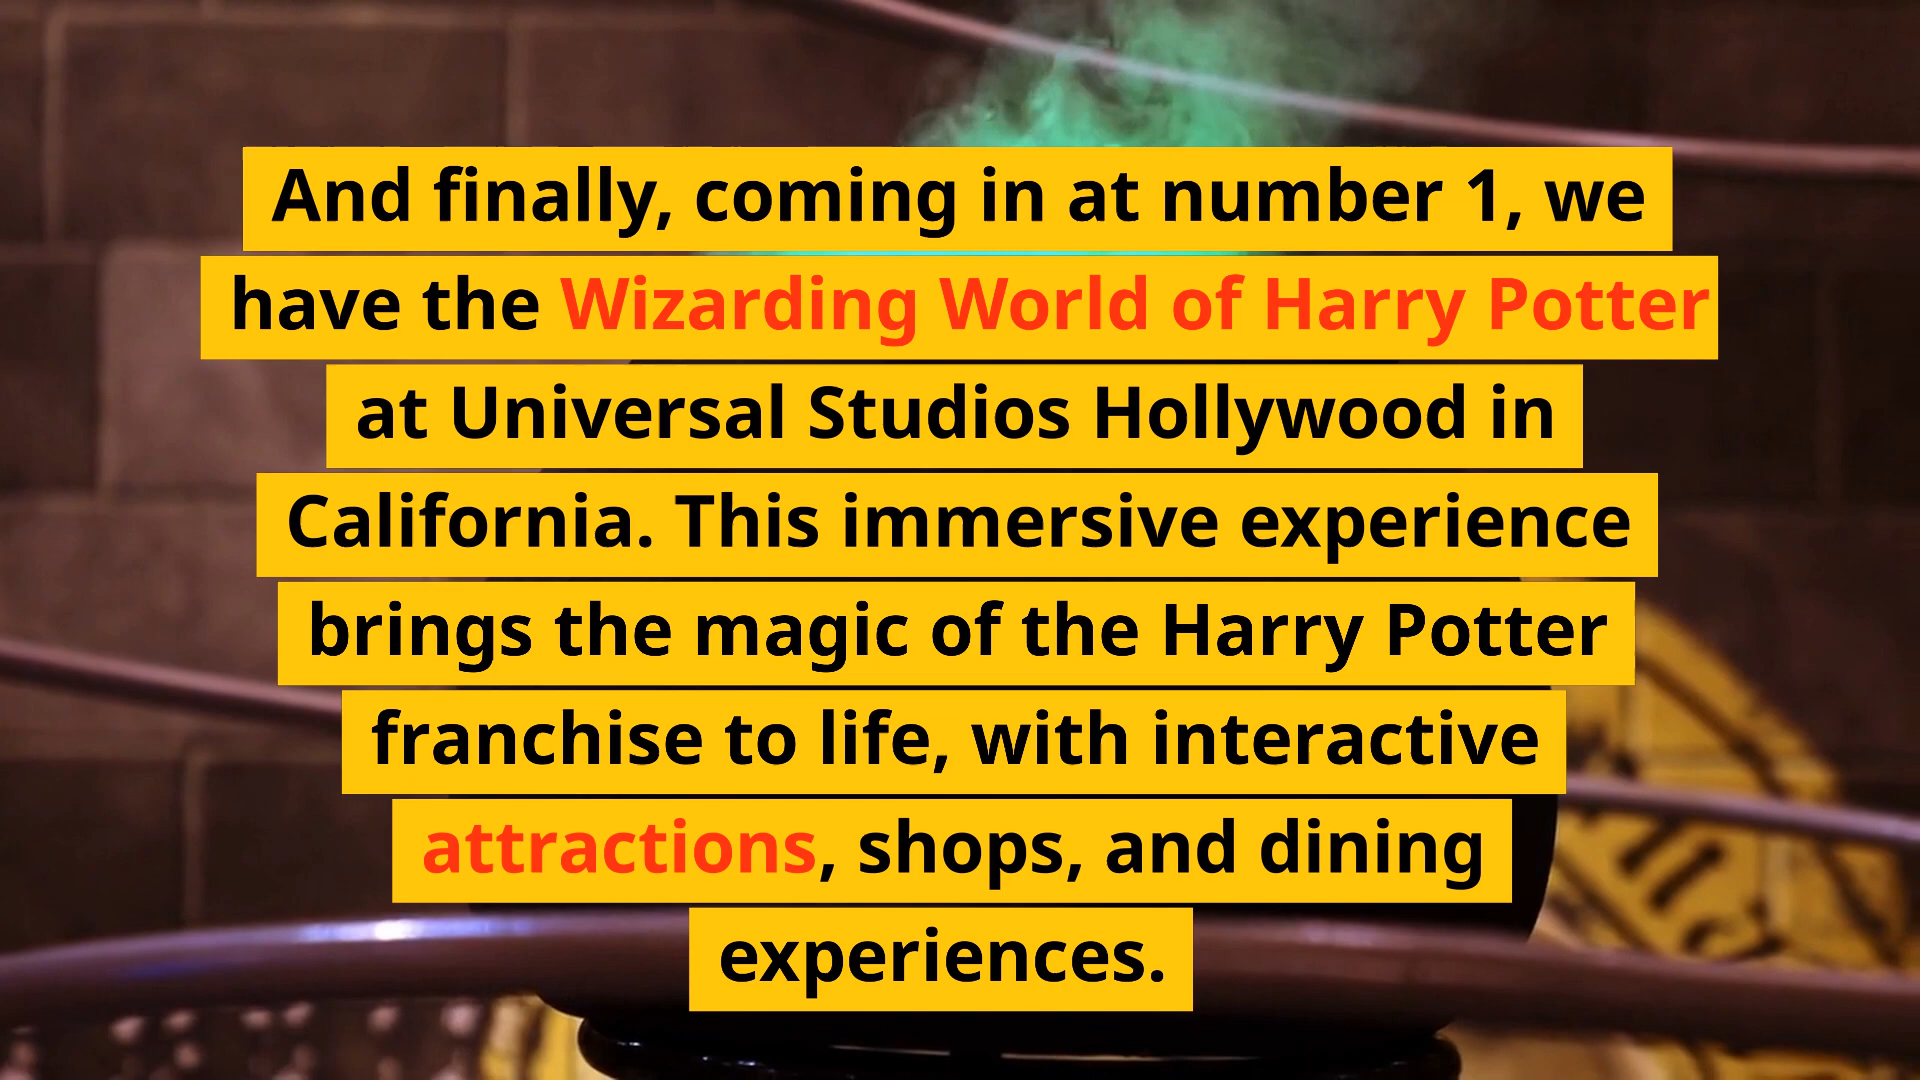 And finally, coming in at number 1, we
have the Wizarding World of Harry Potter
at Universal Studios Hollywood in
California. This immersive experience
brings the magic of the Harry Potter
franchise to life, with interactive
attractions, shops, and dining
experiences.